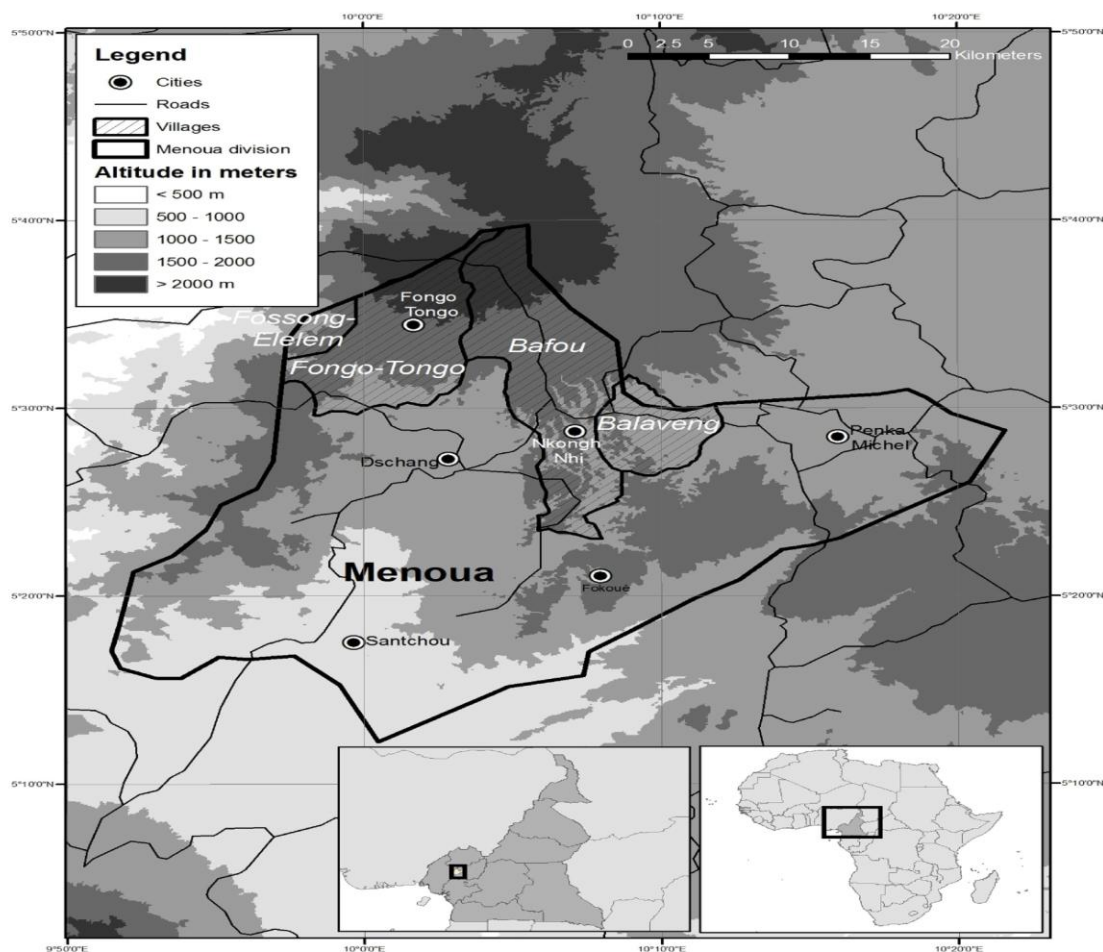 10°0'0"E
10°10'0"E
10°20'0"E
5°50'0"N
5°50'0"N
Legend
Cities
Roads
Villages
Menoua division
Altitude in meters
< 500 m
500 - 1000
1000 - 1500
1500 - 2000
> 2000 m
0 2.5 5 10 15 20
Kilometers
5°40'0"N
5°40'0"N
Fongo
Tongo
Fossong-
Elelem
Bafou
Fongo-Tongo
5°30'0"N
5°30'0"N
Balaveng
Nkongh
Nhi
Penka
Michel
Dschang
Menoua
Fokoué
5°20'0"N
5°20'0"N
Santchou
5°10'0"N
5°10'0"N
9°50'0"E
10°0'0"E
10°10'0"E
10°20'0"E